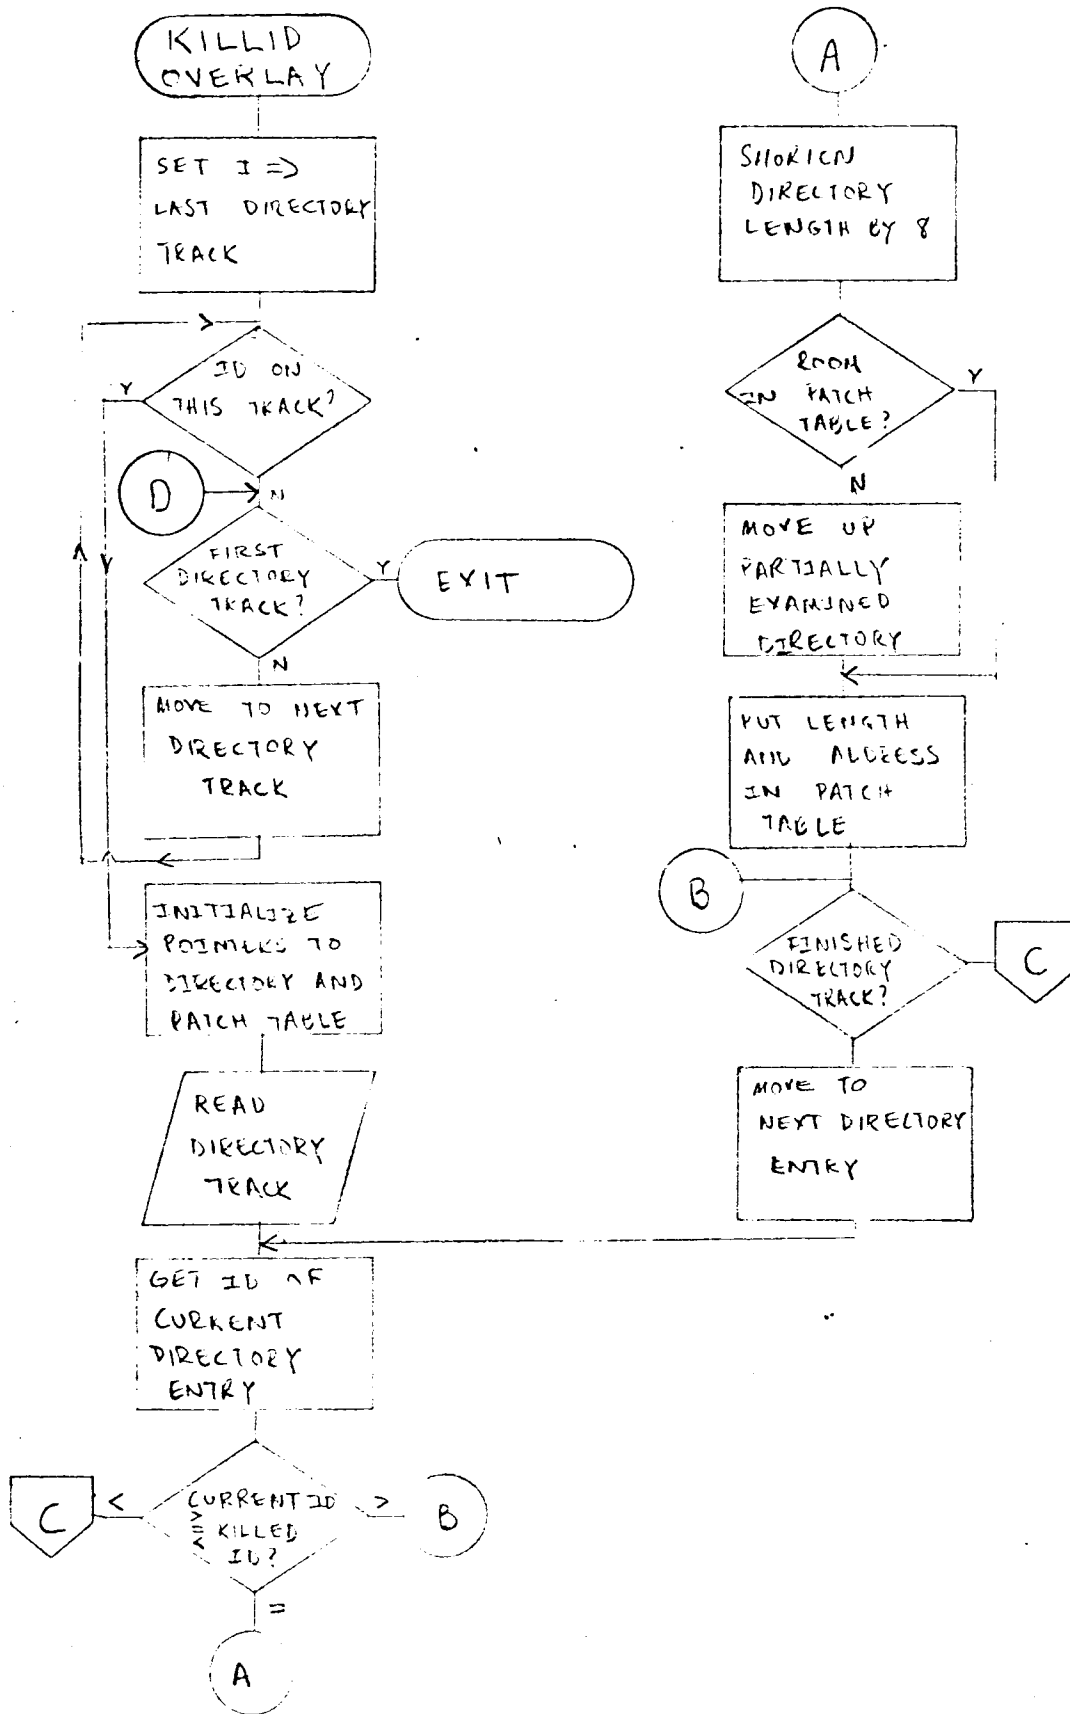 KILLID
OVERLAY
SET I =>
LAST DIRECTORY
TRACK
ID ON
THIS TRACK?
Y
N
D
FIRST
DIRECTORY
TRACK?
Y
EXIT
N
MOVE TO NEXT
DIRECTORY
TRACK
INITIALIZE
POINTERS TO
DIRECTORY AND
PATCH TABLE
READ
DIRECTORY
TRACK
GET ID OF
CURRENT
DIRECTORY
ENTRY
CURRENT ID
<=>
KILLED
ID?
<
C
>
B
=
A
A
SHORTEN
DIRECTORY
LENGTH BY 8
ROOM
IN PATCH
TABLE?
Y
N
MOVE UP
PARTIALLY
EXAMINED
DIRECTORY
PUT LENGTH
AND ADDRESS
IN PATCH
TABLE
B
FINISHED
DIRECTORY
TRACK?
C
MOVE TO
NEXT DIRECTORY
ENTRY